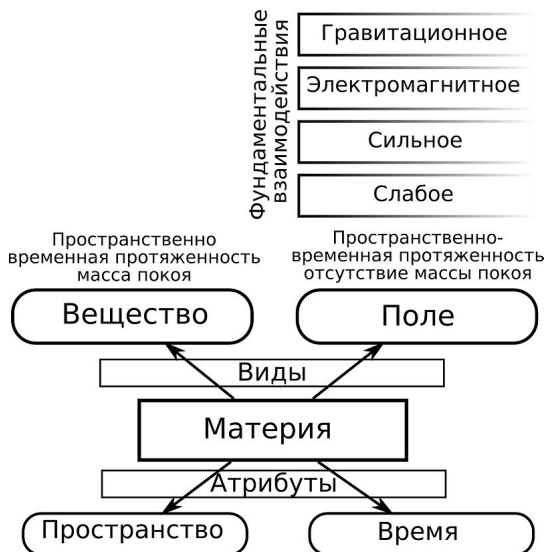 Фундаментальные
взаимодействия
Гравитационное
Электромагнитное
Сильное
Слабое
Пространственно
временная протяженность
масса покоя
Пространственно-
временная протяженность
отсутствие массы покоя
Вещество
Поле
Виды
Материя
Атрибуты
Пространство
Время